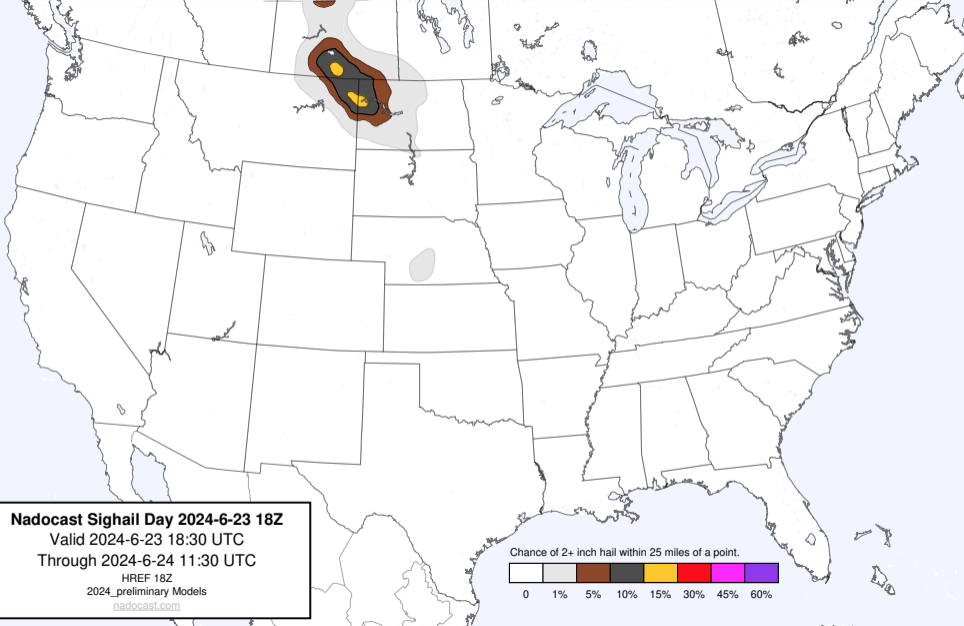 Nadocast Sighail Day 2024-6-23 18Z
Valid 2024-6-23 18:30 UTC
Through 2024-6-24 11:30 UTC
HREF 18Z
2024_preliminary Models
nadocast.com
Chance of 2+ inch hail within 25 miles of a point.
0 1% 5% 10% 15% 30% 45% 60%